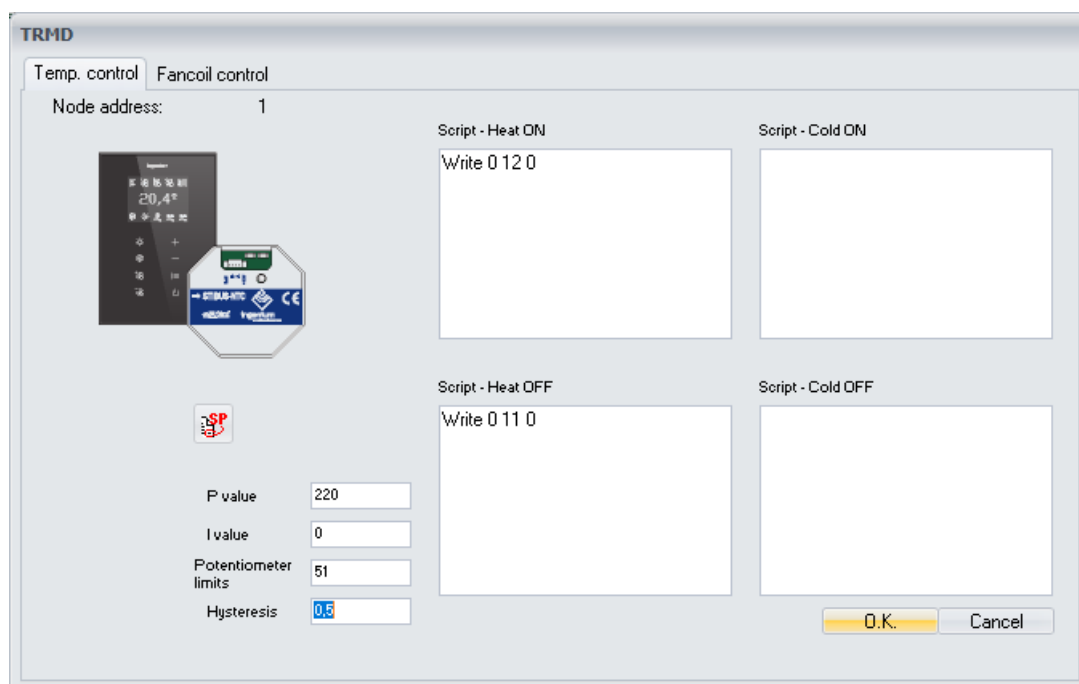 TRMD
Temp. control
Fancoil control
Node address: 1
Script - Heat ON
Script - Cold ON
Write 0 12 0
20,4º
CE
Script - Heat OFF
Script - Cold OFF
Write 0 11 0
SP
P value 220
I value 0
Potentiometer
limits
51
Hysteresis 0,5
O.K.
Cancel